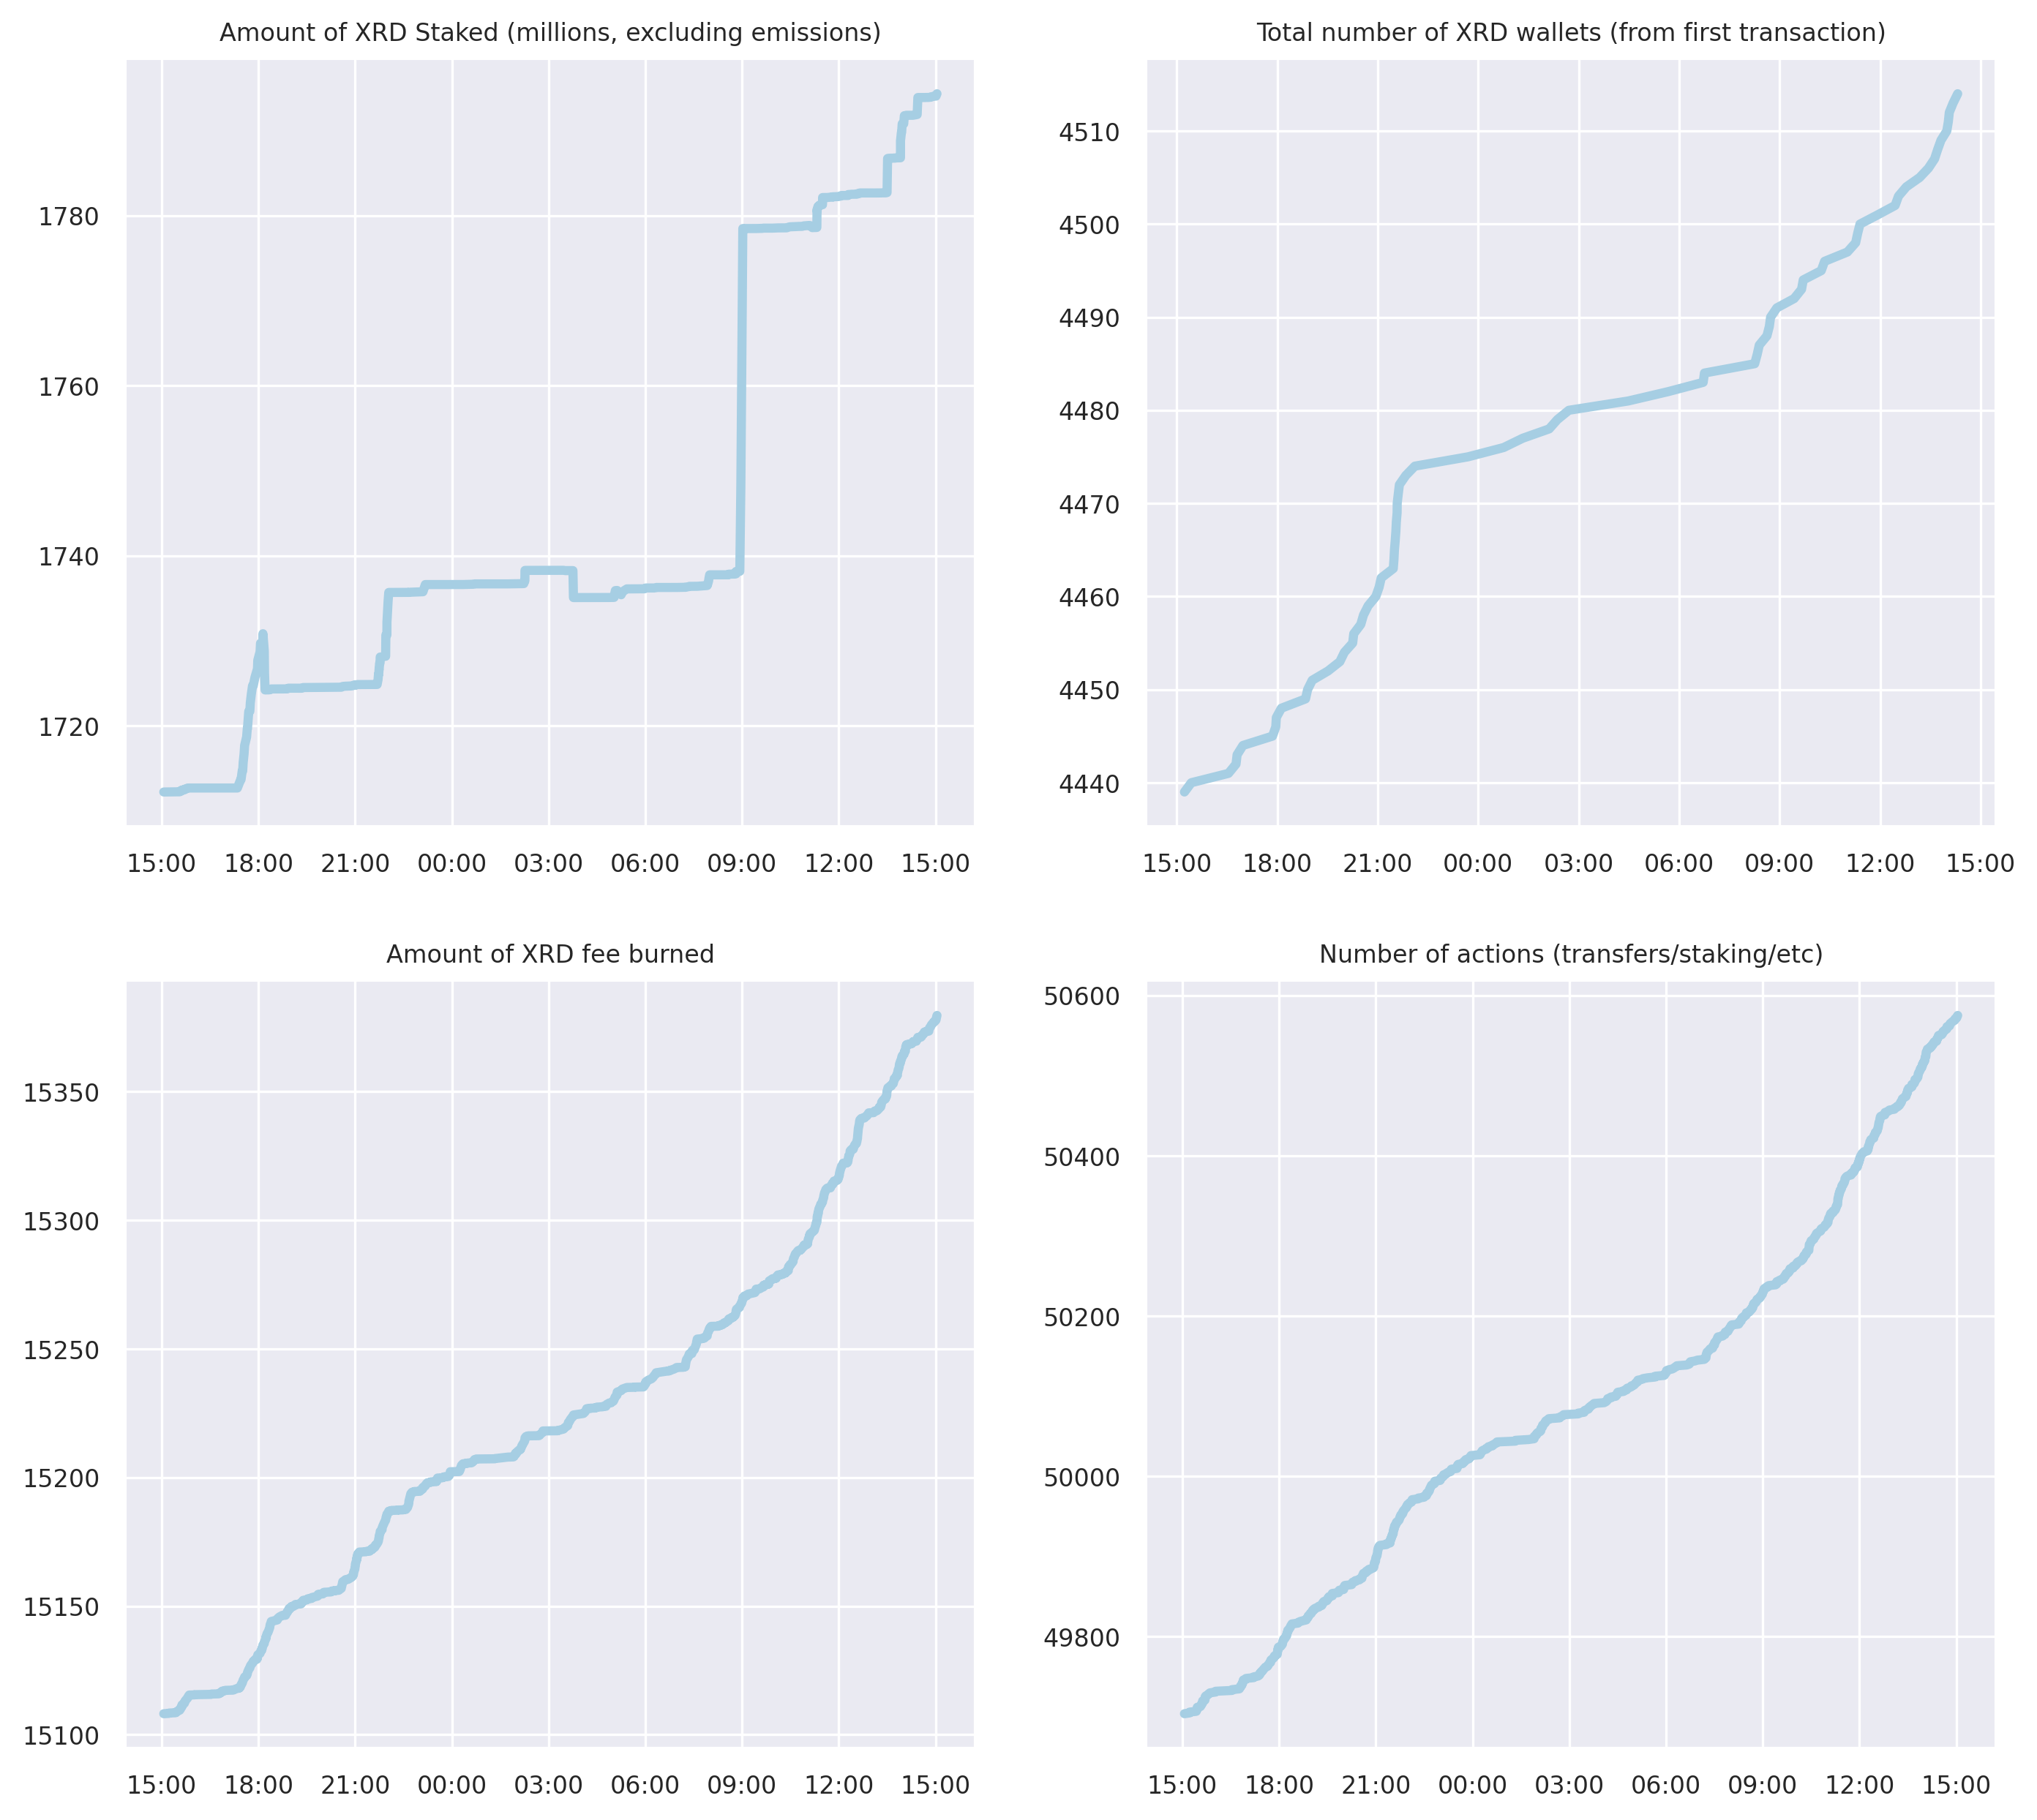 Amount of XRD Staked (millions, excluding emissions)
1780
1760
1740
1720
15:00 18:00 21:00 00:00 03:00 06:00 09:00 12:00 15:00
Total number of XRD wallets (from first transaction)
4510
4500
4490
4480
4470
4460
4450
4440
15:00 18:00 21:00 00:00 03:00 06:00 09:00 12:00 15:00
Amount of XRD fee burned
15350
15300
15250
15200
15150
15100
15:00 18:00 21:00 00:00 03:00 06:00 09:00 12:00 15:00
Number of actions (transfers/staking/etc)
50600
50400
50200
50000
49800
15:00 18:00 21:00 00:00 03:00 06:00 09:00 12:00 15:00